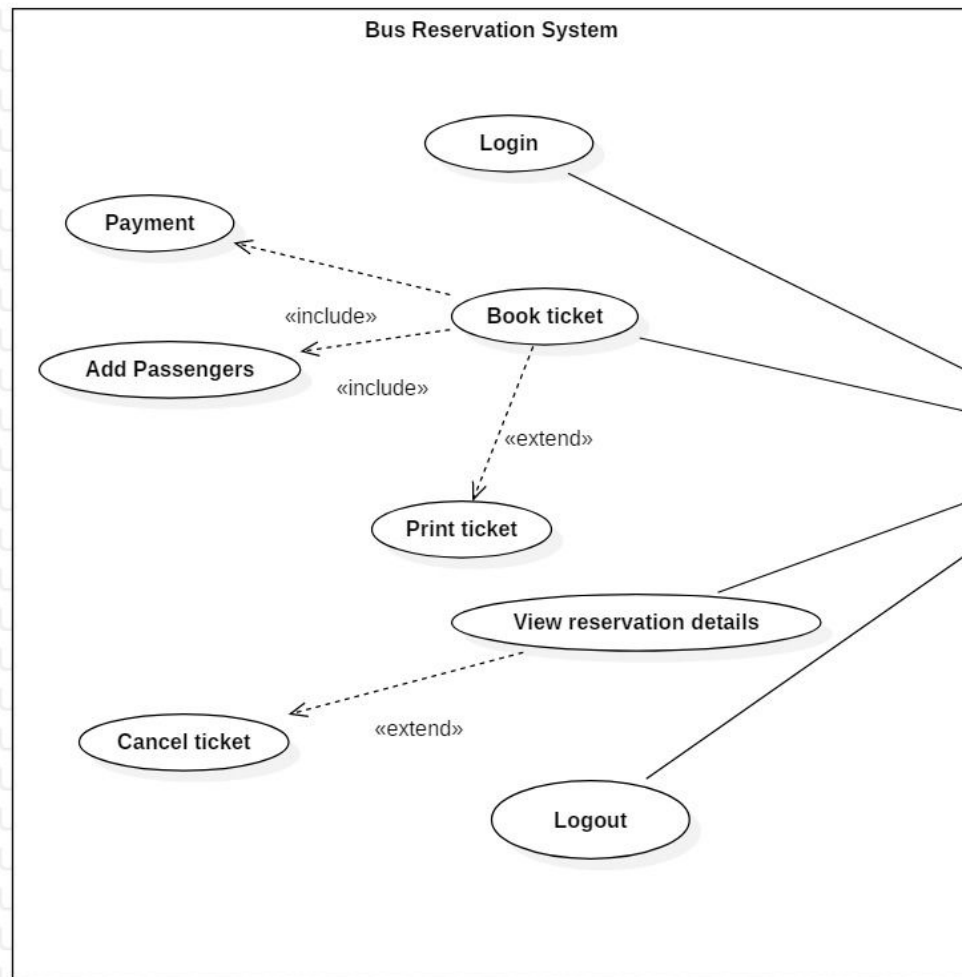 Bus Reservation System
Login
Payment
Book ticket
«include»
Add Passengers
«include»
«extend»
Print ticket
View reservation details
«extend»
Cancel ticket
Logout